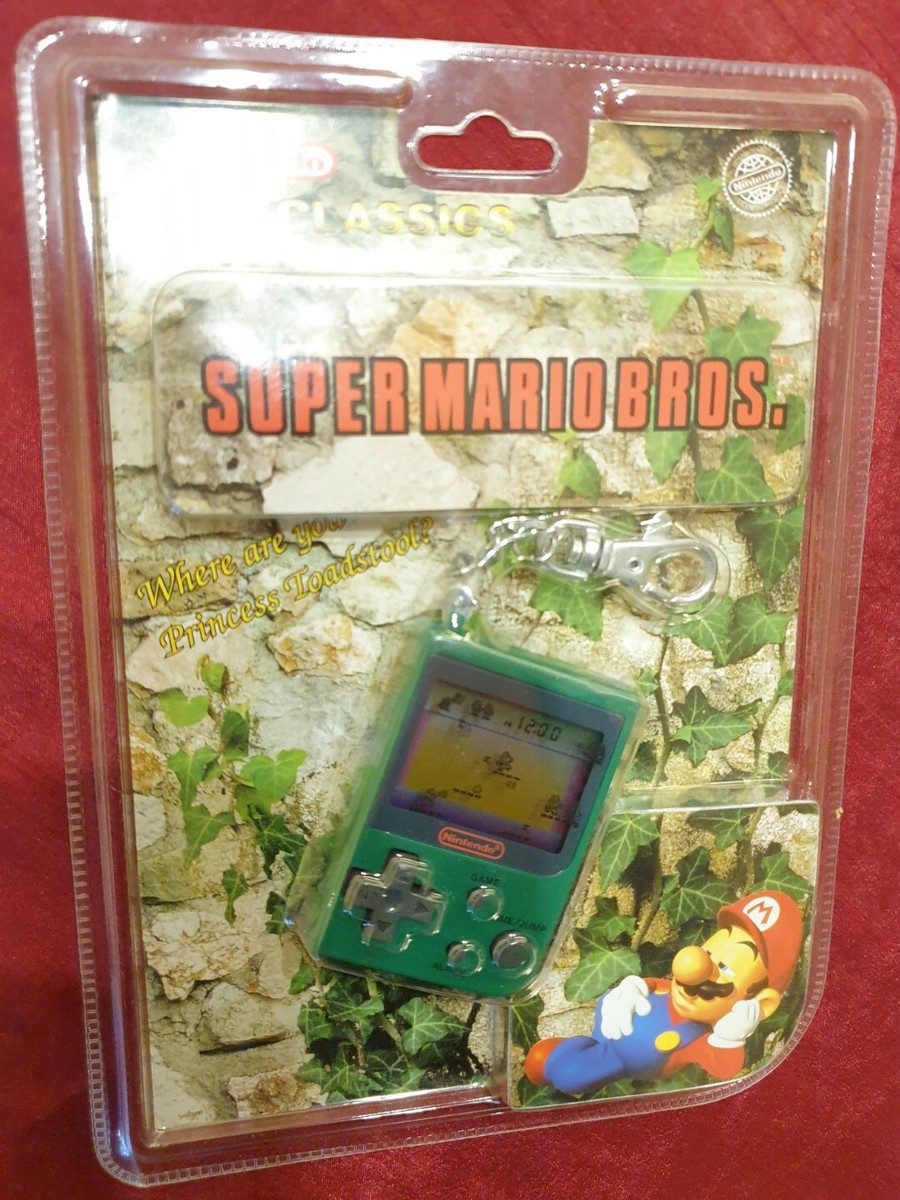 Nintendo
CLASSICS
SUPER MARIO BROS.
Where are you
Princess Toadstool?
12:00
Nintendo
GAME
M